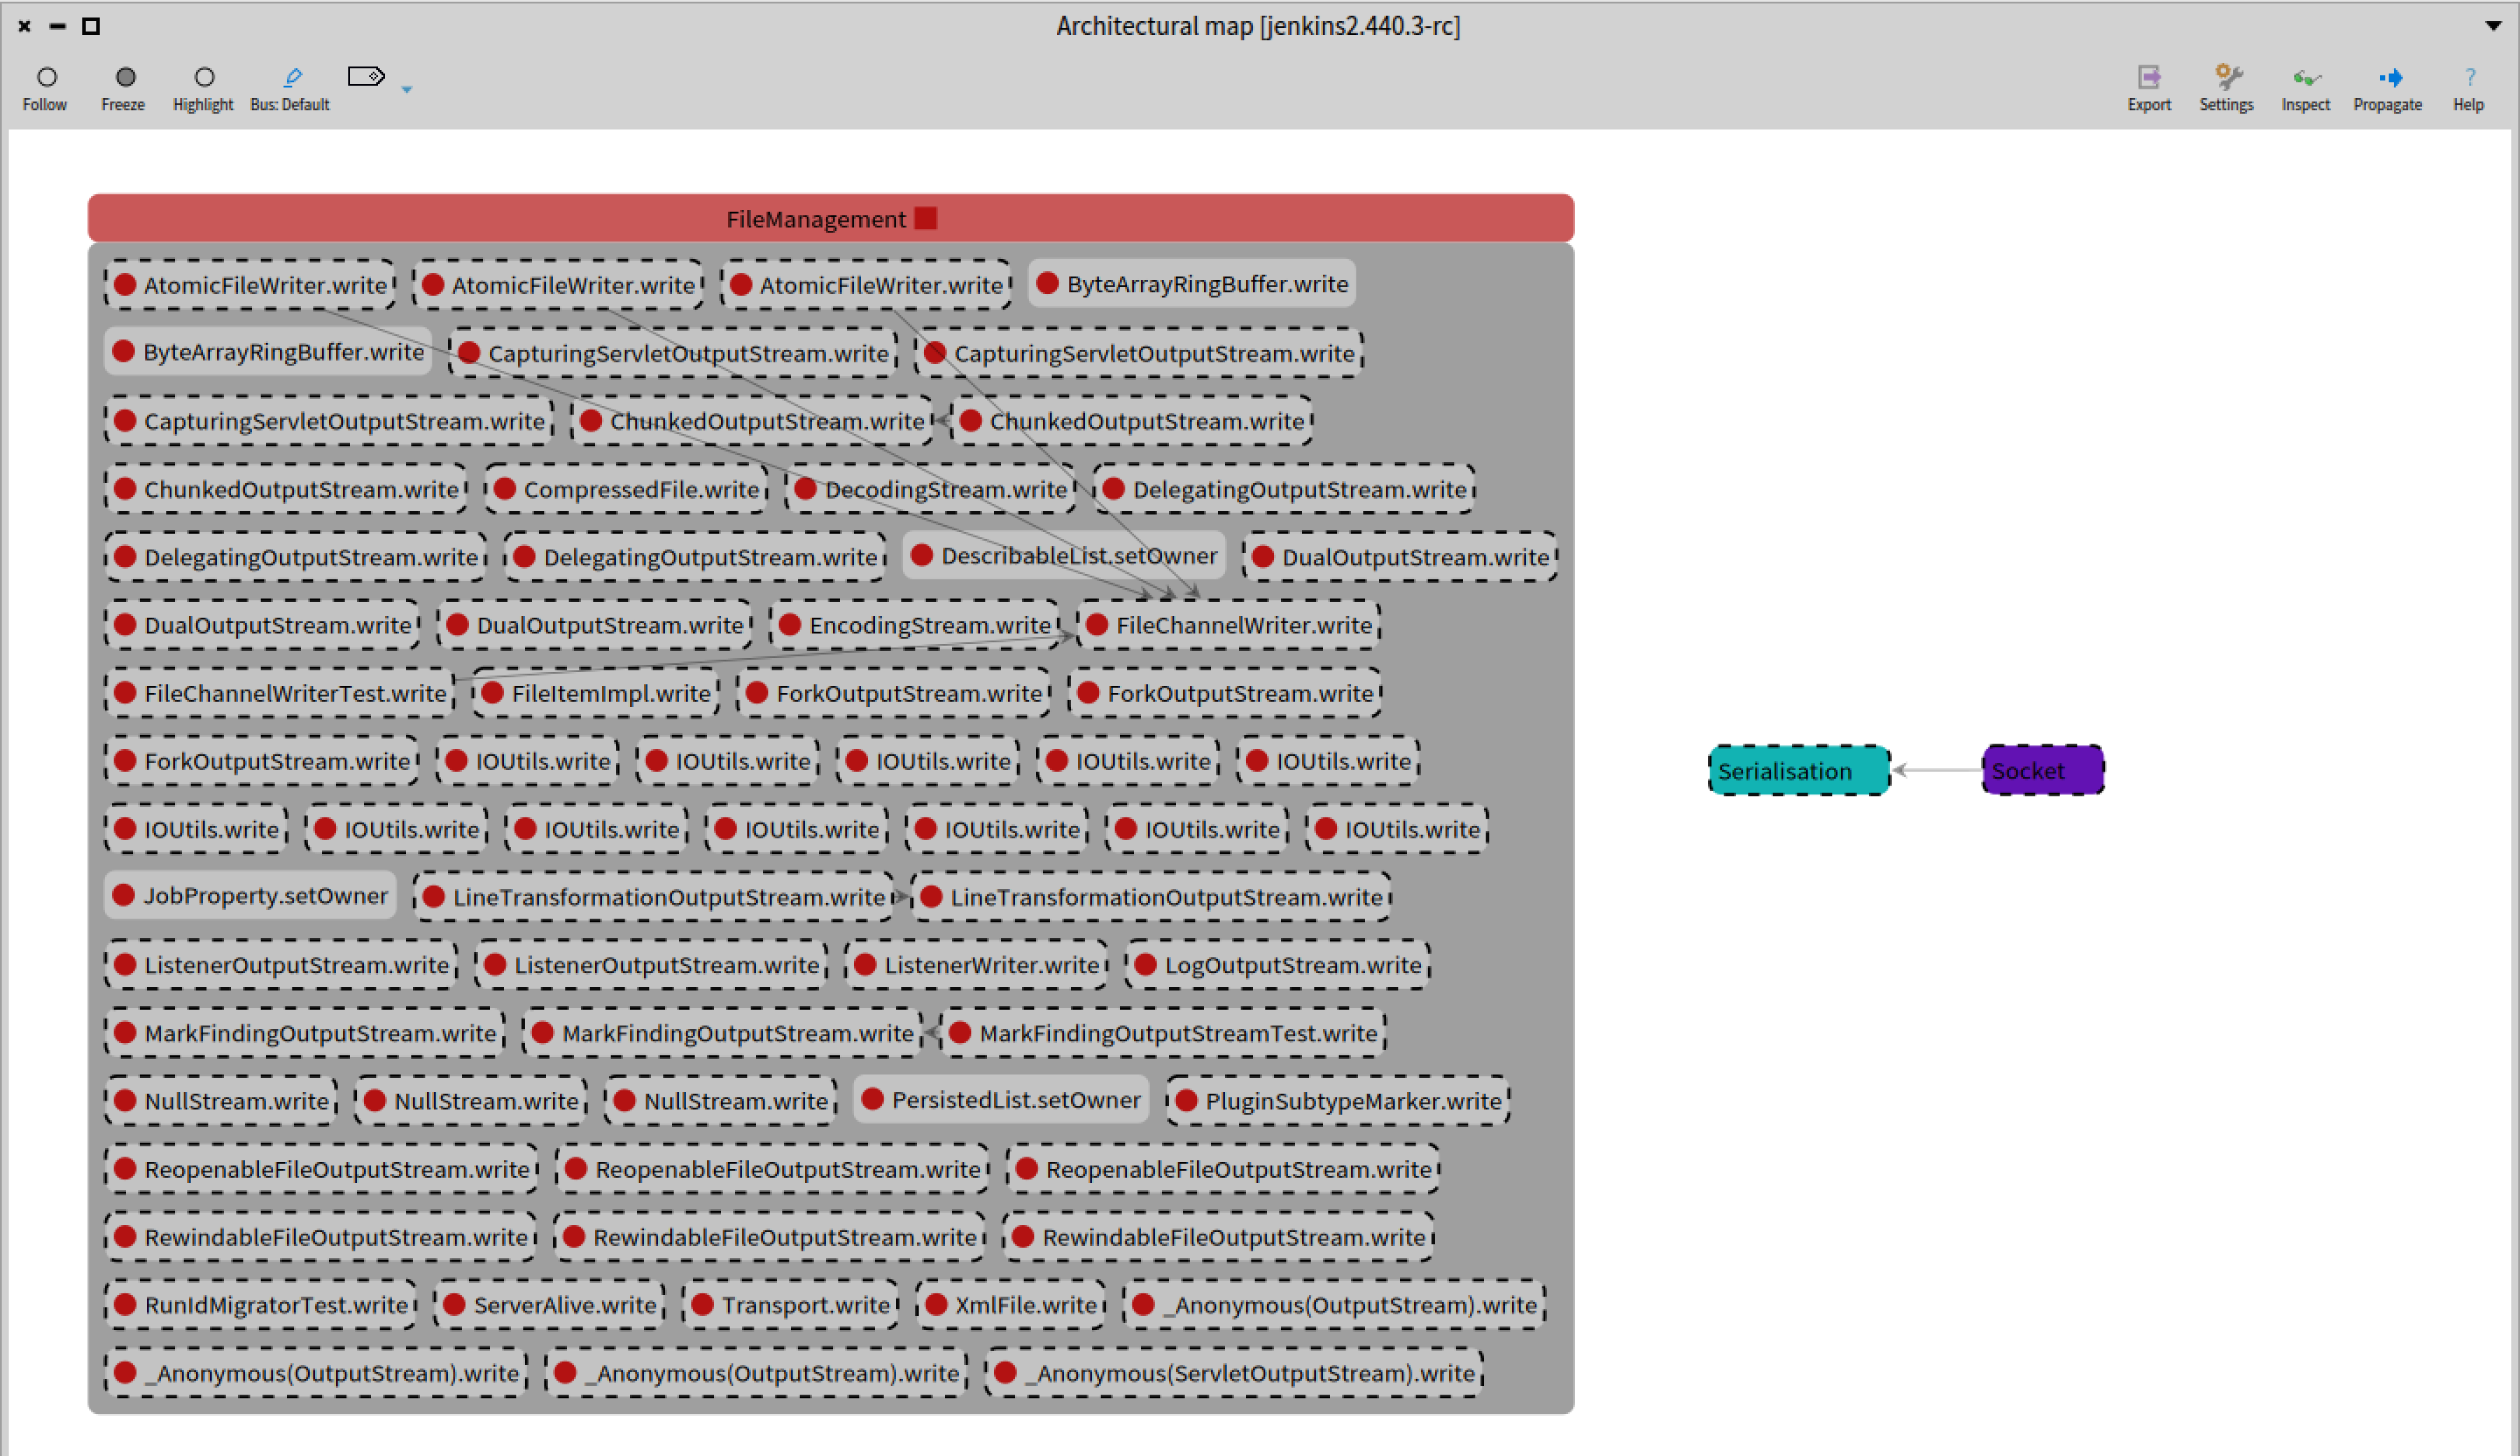 Architectural map [jenkins2.440.3-rc]
Follow Freeze Highlight Bus: Default Export Settings Inspect Propagate Help
FileManagement
AtomicFileWriter.write AtomicFileWriter.write AtomicFileWriter.write ByteArrayRingBuffer.write
ByteArrayRingBuffer.write CapturingServletOutputStream.write CapturingServletOutputStream.write
CapturingServletOutputStream.write ChunkedOutputStream.write ChunkedOutputStream.write
ChunkedOutputStream.write CompressedFile.write DecodingStream.write DelegatingOutputStream.write
DelegatingOutputStream.write DelegatingOutputStream.write DescribableList.setOwner DualOutputStream.write
DualOutputStream.write DualOutputStream.write EncodingStream.write FileChannelWriter.write
FileChannelWriterTest.write FileItemImpl.write ForkOutputStream.write ForkOutputStream.write
ForkOutputStream.write IOUtils.write IOUtils.write IOUtils.write IOUtils.write IOUtils.write
Serialisation Socket
IOUtils.write IOUtils.write IOUtils.write IOUtils.write IOUtils.write IOUtils.write IOUtils.write
JobProperty.setOwner LineTransformationOutputStream.write LineTransformationOutputStream.write
ListenerOutputStream.write ListenerOutputStream.write ListenerWriter.write LogOutputStream.write
MarkFindingOutputStream.write MarkFindingOutputStream.write MarkFindingOutputStreamTest.write
NullStream.write NullStream.write NullStream.write PersistedList.setOwner PluginSubtypeMarker.write
ReopenableFileOutputStream.write ReopenableFileOutputStream.write ReopenableFileOutputStream.write
RewindableFileOutputStream.write RewindableFileOutputStream.write RewindableFileOutputStream.write
RunIdMigratorTest.write ServerAlive.write Transport.write XmlFile.write _Anonymous(OutputStream).write
_Anonymous(OutputStream).write _Anonymous(OutputStream).write _Anonymous(ServletOutputStream).write